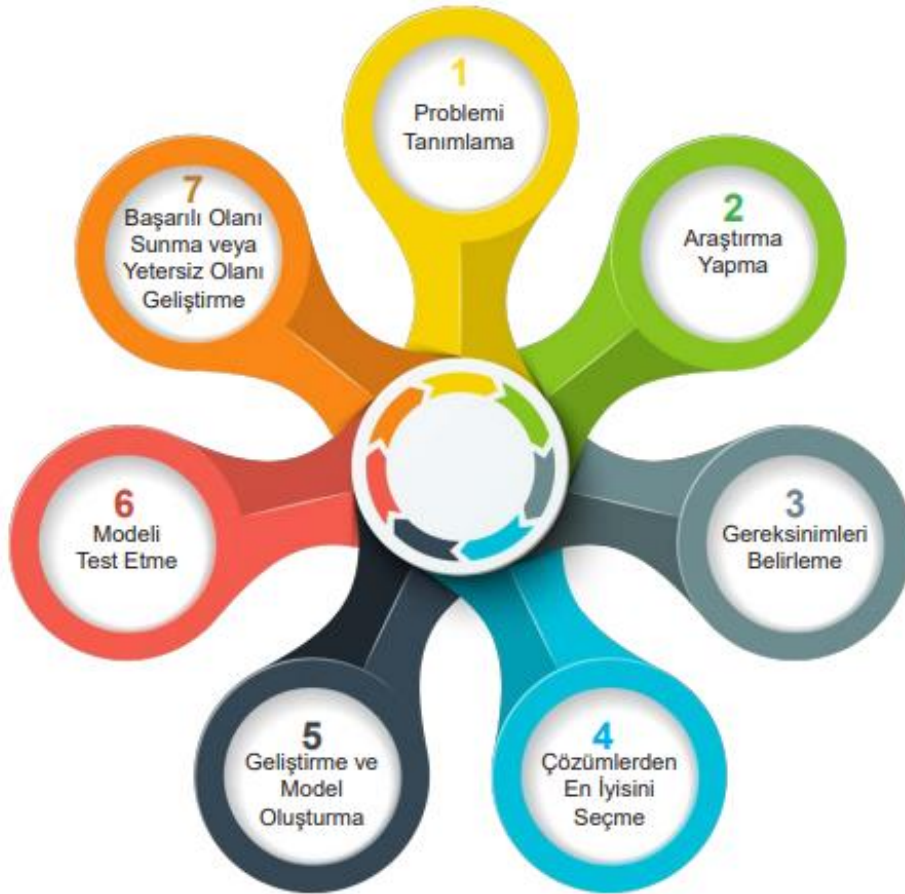 1
Problemi
Tanımlama
2
Araştırma
Yapma
3
Gereksinimleri
Belirleme
4
Çözümlerden
En İyisini
Seçme
5
Geliştirme ve
Model
Oluşturma
6
Modeli
Test Etme
7
Başarılı Olanı
Sunma veya
Yetersiz Olanı
Geliştirme